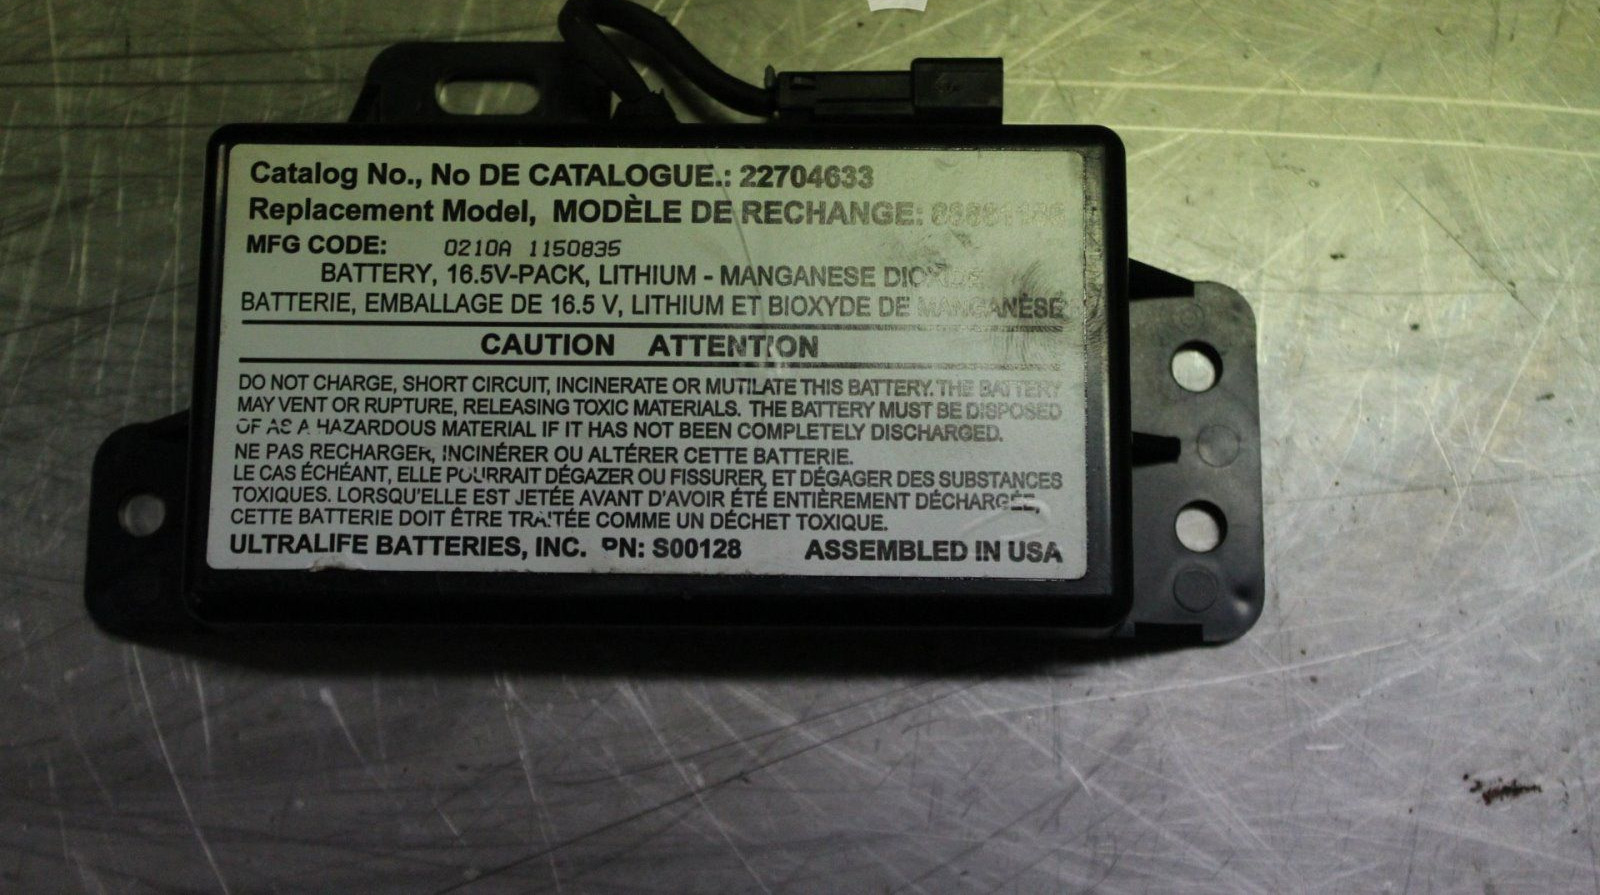 Catalog No., No DE CATALOGUE.: 22704633
Replacement Model, MODÈLE DE RECHANGE:
MFG CODE: 0210A 1150835
BATTERY, 16.5V-PACK, LITHIUM - MANGANESE DIOXIDE
BATTERIE, EMBALLAGE DE 16.5 V, LITHIUM ET BIOXYDE DE MANGANÈSE
CAUTION ATTENTION
DO NOT CHARGE, SHORT CIRCUIT, INCINERATE OR MUTILATE THIS BATTERY. THE BATTERY
MAY VENT OR RUPTURE, RELEASING TOXIC MATERIALS. THE BATTERY MUST BE DISPOSED
OF AS A HAZARDOUS MATERIAL IF IT HAS NOT BEEN COMPLETELY DISCHARGED.
NE PAS RECHARGER, INCINÉRER OU ALTÉRER CETTE BATTERIE.
LE CAS ÉCHÉANT, ELLE POURRAIT DÉGAZER OU FISSURER, ET DÉGAGER DES SUBSTANCES
TOXIQUES. LORSQU'ELLE EST JETÉE AVANT D'AVOIR ÉTÉ ENTIÈREMENT DÉCHARGÉE,
CETTE BATTERIE DOIT ÊTRE TRAITÉE COMME UN DÉCHET TOXIQUE.
ULTRALIFE BATTERIES, INC. PN: S00128 ASSEMBLED IN USA